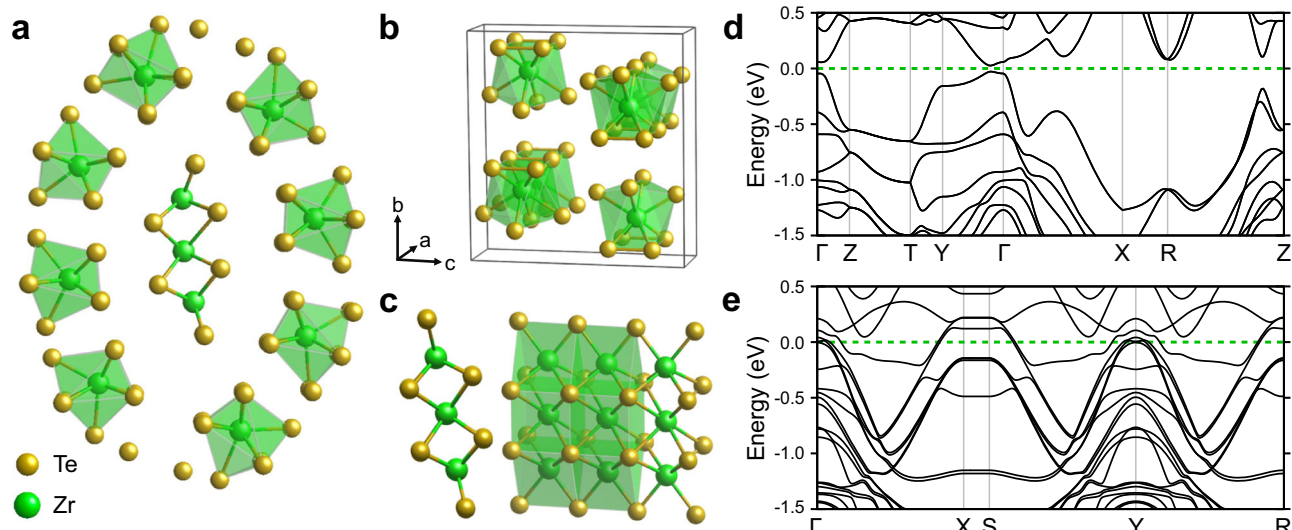 a
Te
Zr
b
b
a
c
c
d
Energy (eV)
0.5
0.0
-0.5
-1.0
-1.5
Γ Z T Y Γ X R Z
e
Energy (eV)
0.5
0.0
-0.5
-1.0
-1.5
Γ X S Y R